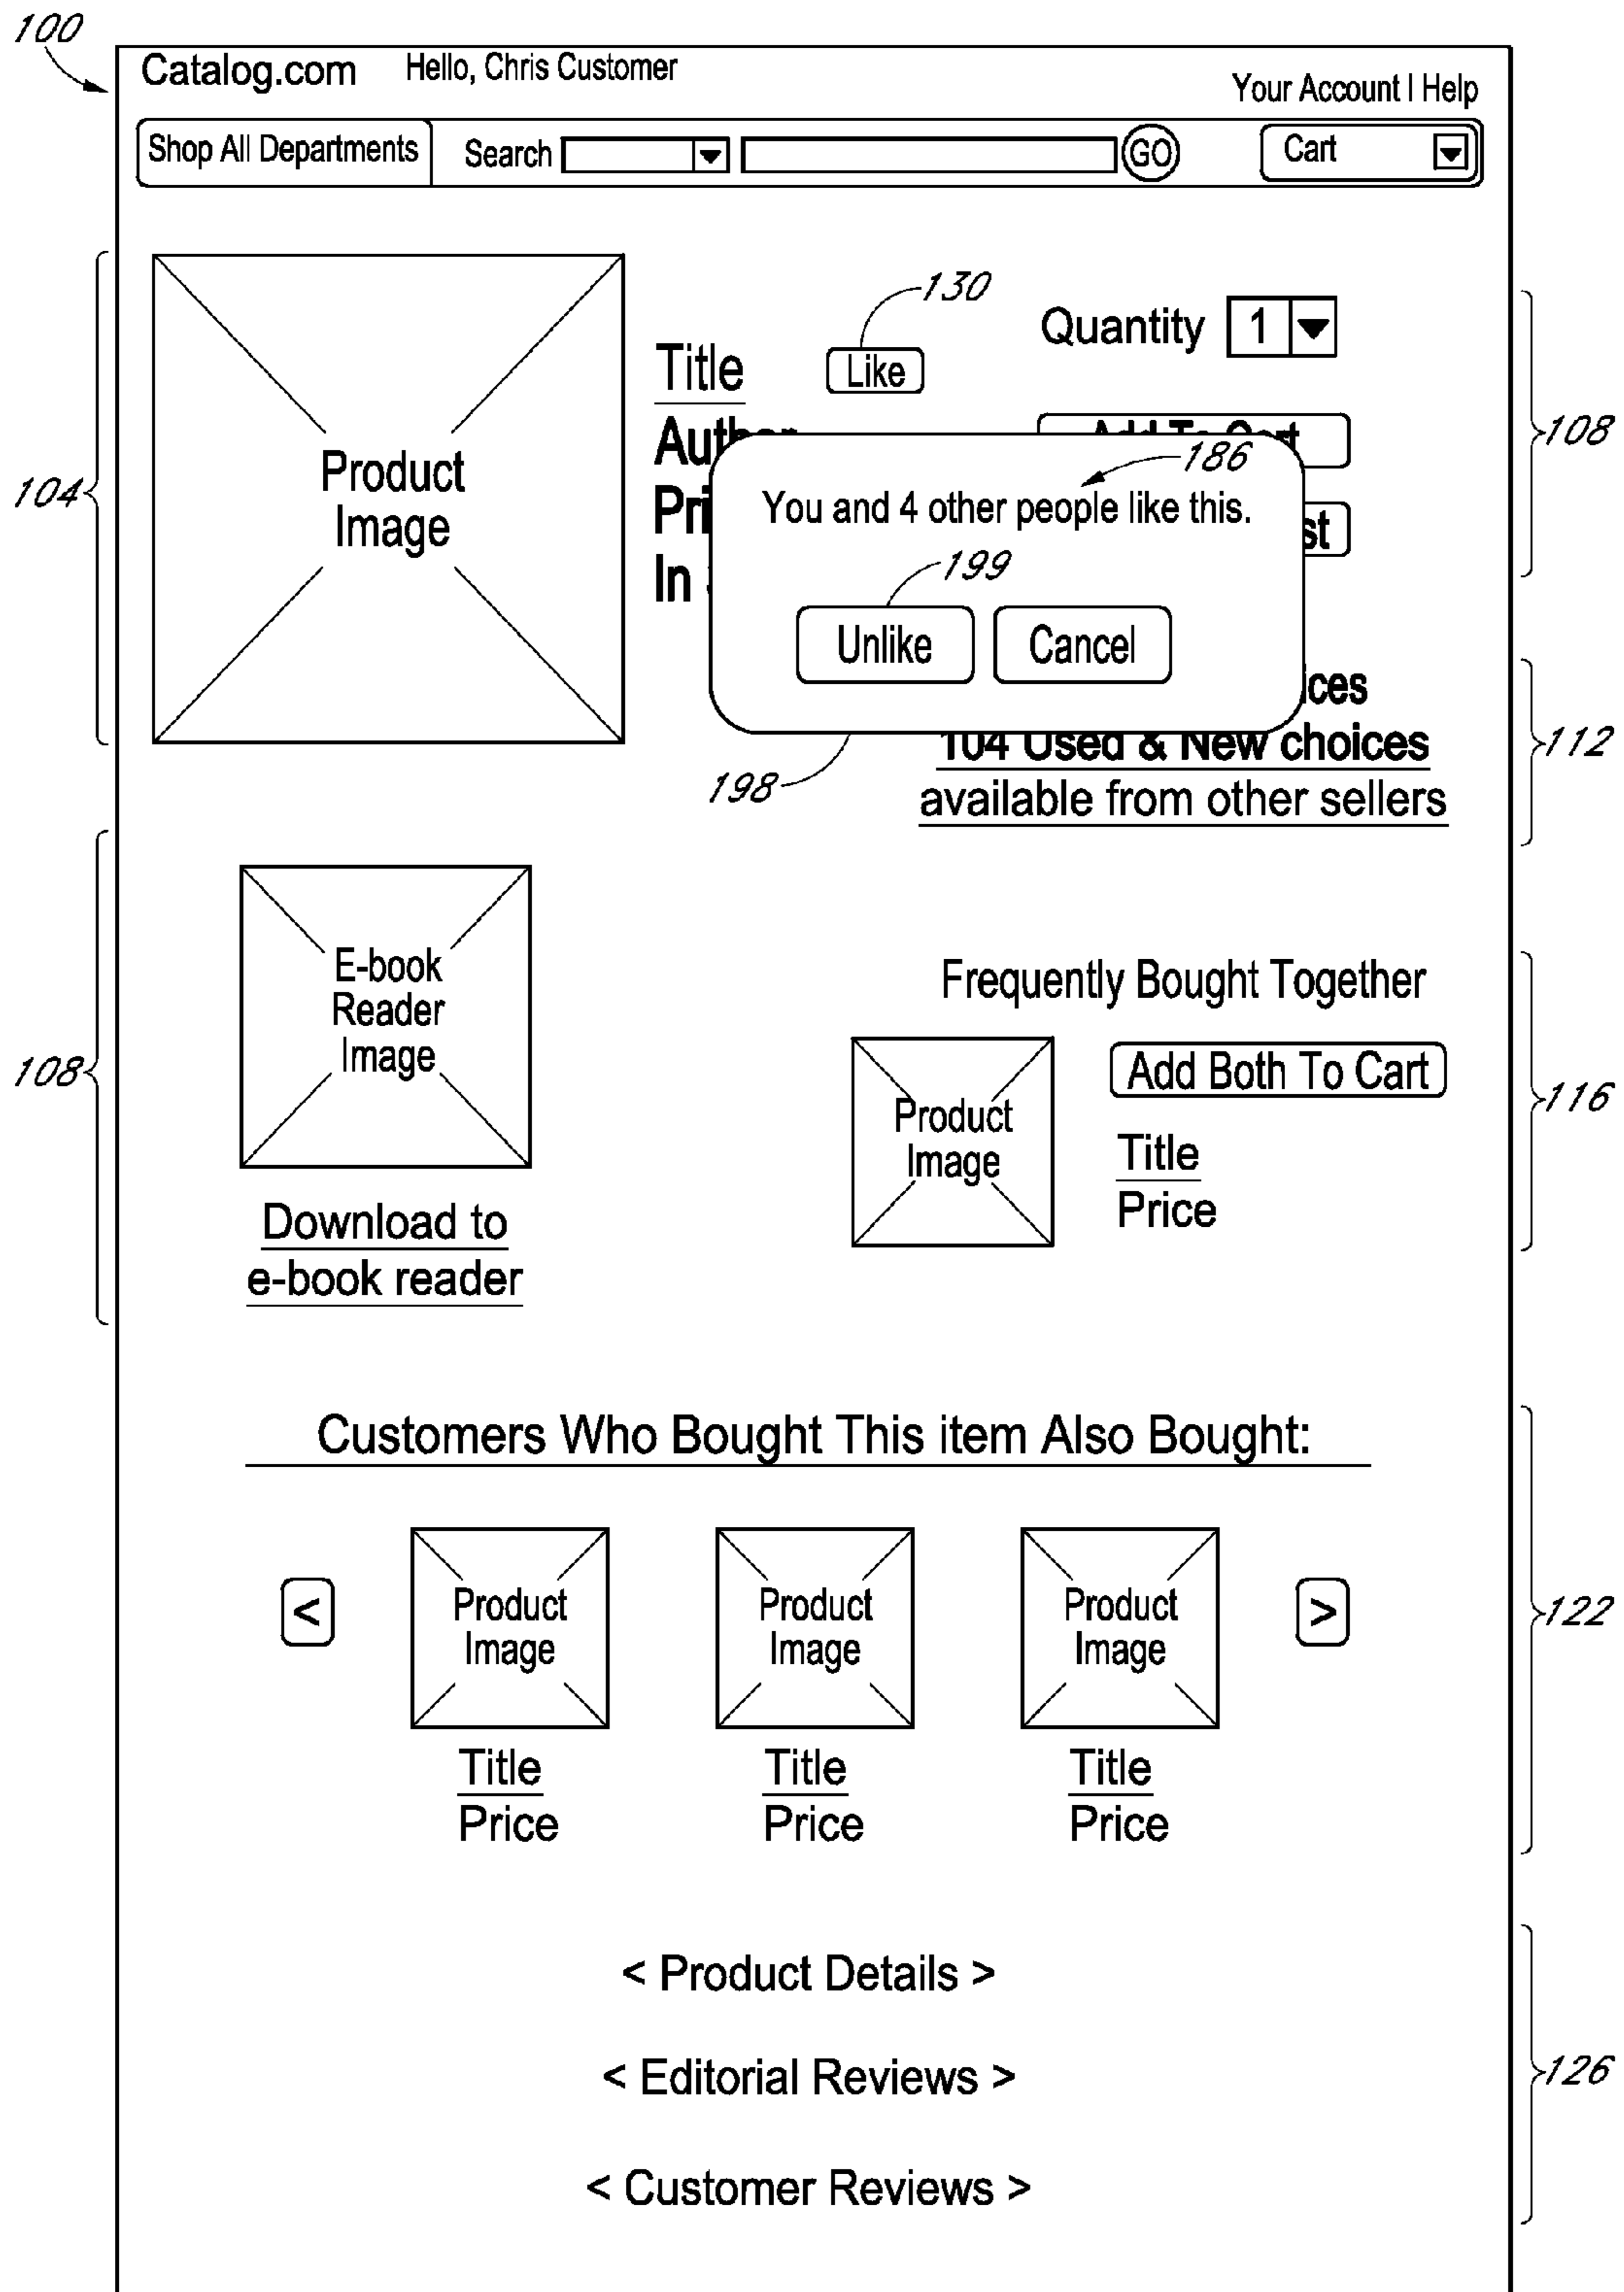 100
Catalog.com Hello, Chris Customer
Your Account | Help
Shop All Departments Search GO Cart
130
Quantity 1
Title Like
108
104
Product
Image
186
You and 4 other people like this.
199
Unlike Cancel
In
112
104 Used & New choices
198
available from other sellers
E-book
Reader
Image
Frequently Bought Together
108
Add Both To Cart
116
Product
Image
Title
Price
Download to
e-book reader
Customers Who Bought This item Also Bought:
< Product Product Product >
Image Image Image
122
Title Title Title
Price Price Price
< Product Details >
< Editorial Reviews >
126
< Customer Reviews >